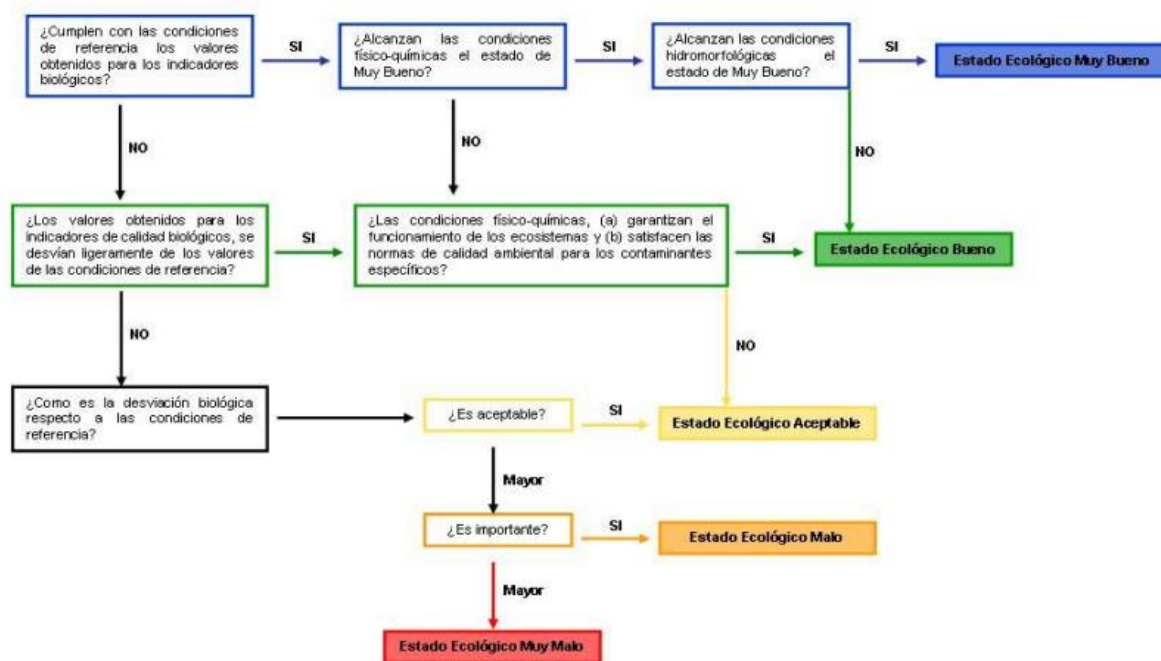 ¿Cumplen con las condiciones
de referencia los valores
obtenidos para los indicadores
biológicos?
SI
¿Alcanzan las condiciones
físico-químicas el estado de
Muy Bueno?
SI
¿Alcanzan las condiciones
hidromorfológicas el
estado de Muy Bueno?
SI
Estado Ecológico Muy Bueno
NO
NO
NO
¿Los valores obtenidos para los
indicadores de calidad biológicos, se
desvían ligeramente de los valores
de las condiciones de referencia?
SI
¿Las condiciones físico-químicas, (a) garantizan el
funcionamiento de los ecosistemas y (b) satisfacen las
normas de calidad ambiental para los contaminantes
específicos?
SI
Estado Ecológico Bueno
NO
NO
¿Como es la desviación biológica
respecto a las condiciones de
referencia?
¿Es aceptable?
SI
Estado Ecológico Aceptable
Mayor
¿Es importante?
SI
Estado Ecológico Malo
Mayor
Estado Ecológico Muy Malo